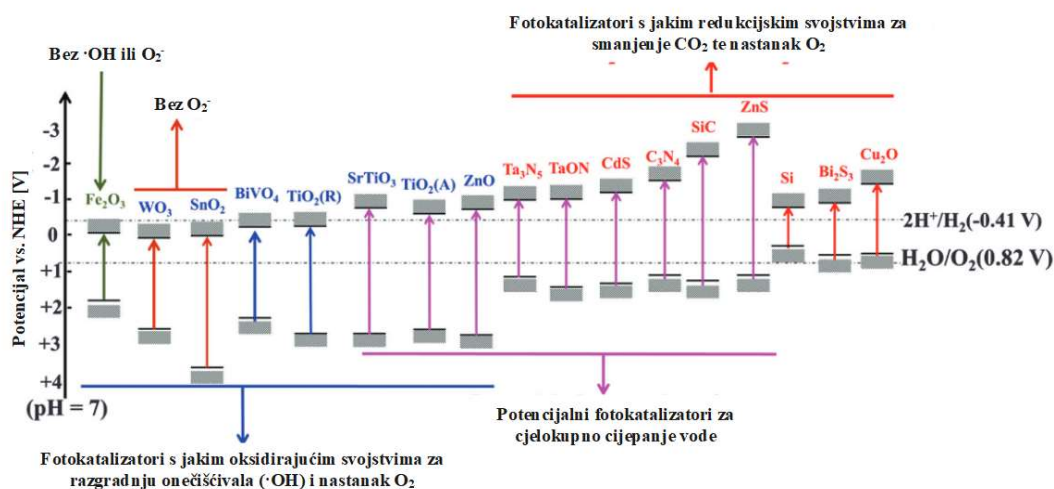 Fotokatalizatori s jakim redukcijskim svojstvima za
smanjenje CO₂ te nastanak O₂
Bez ·OH ili O₂⁻
Bez O₂⁻
Potencijal vs. NHE [V]
-3
-2
-1
0
+1
+2
+3
+4
(pH = 7)
Fe₂O₃
WO₃
SnO₂
BiVO₄
TiO₂(R)
SrTiO₃
TiO₂(A)
ZnO
Ta₃N₅
TaON
CdS
C₃N₄
SiC
ZnS
Si
Bi₂S₃
Cu₂O
2H⁺/H₂(-0.41 V)
H₂O/O₂(0.82 V)
Potencijalni fotokatalizatori za
cjelokupno cijepanje vode
Fotokatalizatori s jakim oksidirajućim svojstvima za
razgradnju onečišćivala (·OH) i nastanak O₂